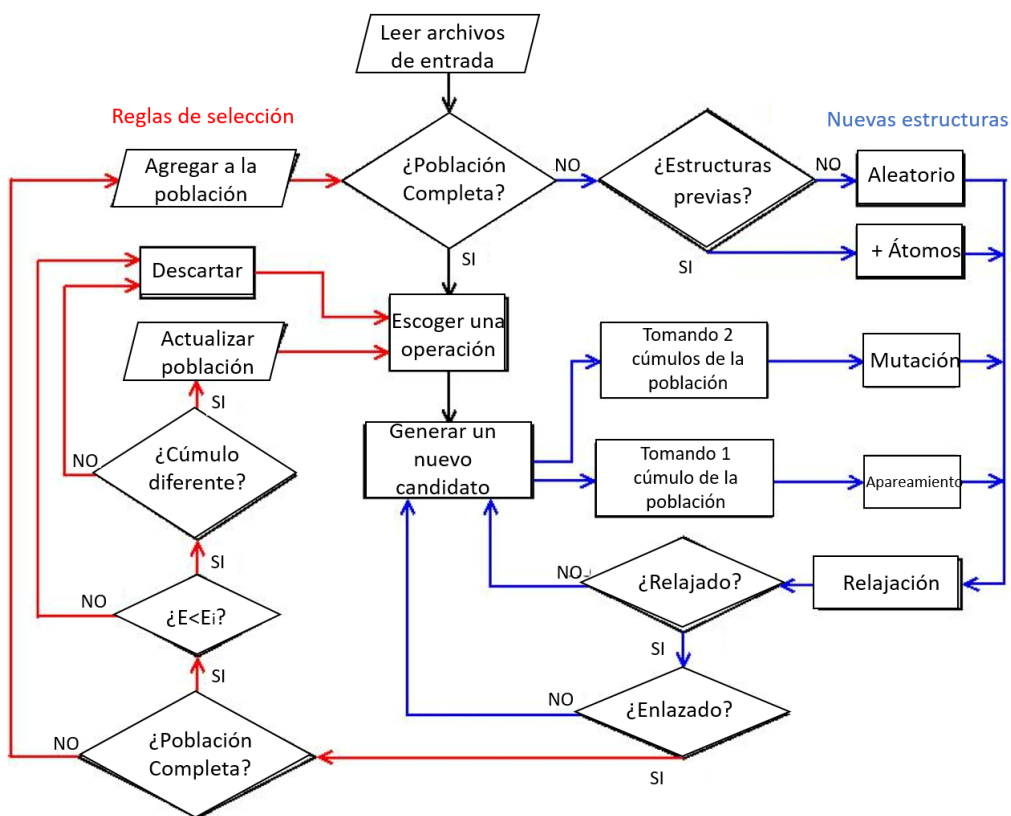 Leer archivos
de entrada
Reglas de selección
Nuevas estructuras
Agregar a la
población
¿Población
Completa?
NO
¿Estructuras
previas?
NO
Aleatorio
SI
SI
+ Átomos
Descartar
Escoger una
operación
Actualizar
población
Tomando 2
cúmulos de la
población
Mutación
SI
¿Cúmulo
diferente?
NO
Generar un
nuevo
candidato
Tomando 1
cúmulo de la
población
Apareamiento
SI
NO
¿Relajado?
Relajación
NO
¿E<Ei?
SI
SI
NO
¿Enlazado?
NO
¿Población
Completa?
SI